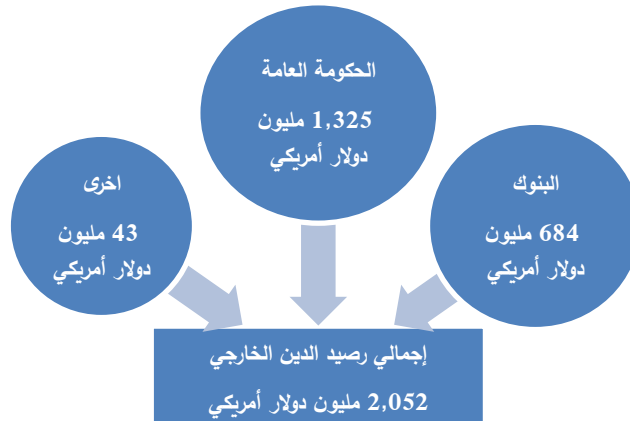 الحكومة العامة
1,325 مليون
دولار أمريكي
البنوك
684 مليون
دولار أمريكي
اخرى
43 مليون
دولار أمريكي
إجمالي رصيد الدين الخارجي
2,052 مليون دولار أمريكي